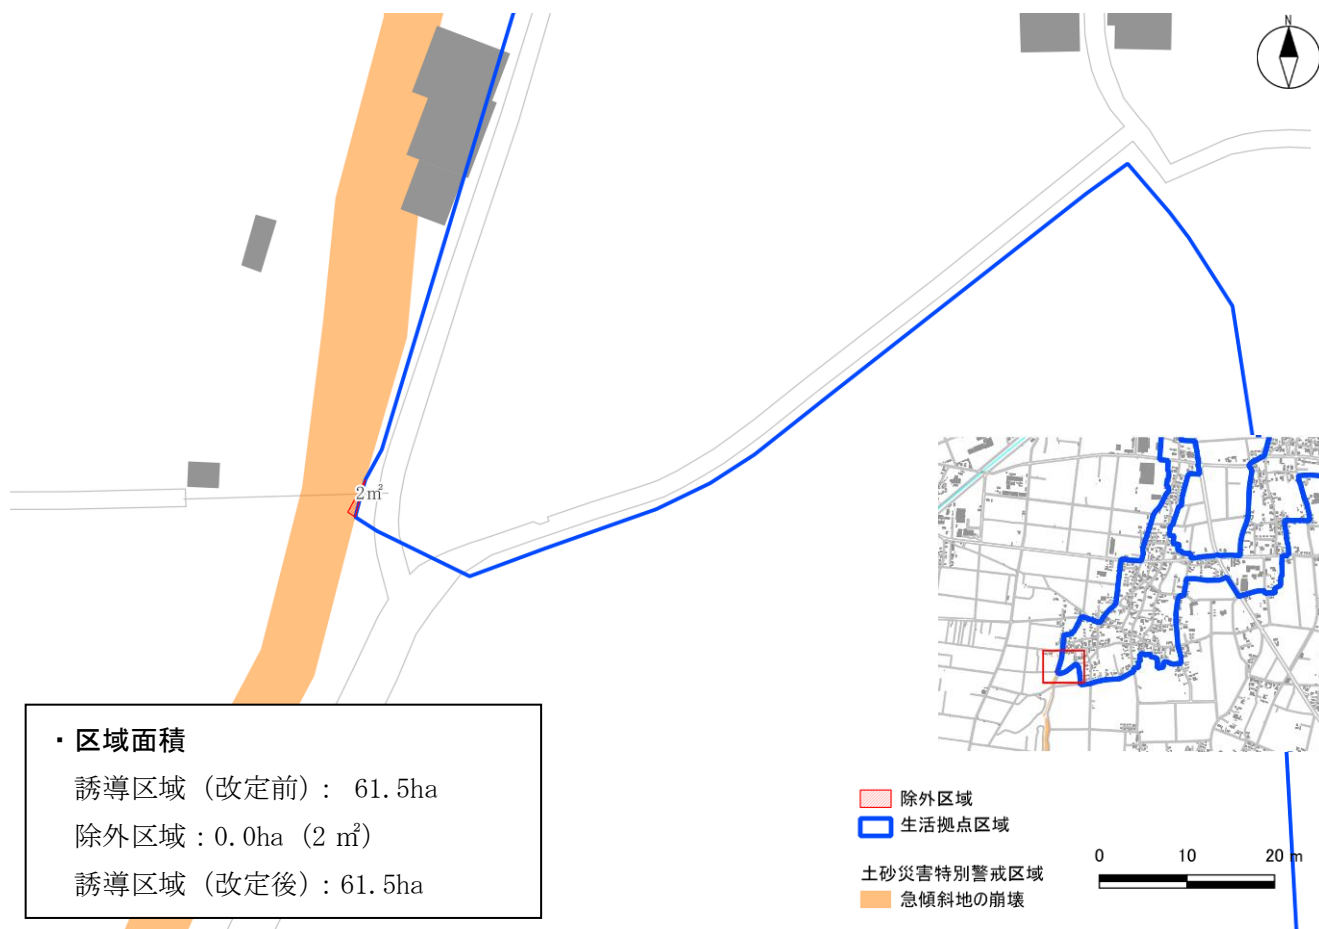 N
2㎡
・区域面積
誘導区域（改定前）： 61.5ha
除外区域：0.0ha（2 ㎡）
誘導区域（改定後）：61.5ha
除外区域
生活拠点区域
土砂災害特別警戒区域
急傾斜地の崩壊
0 10 20 m